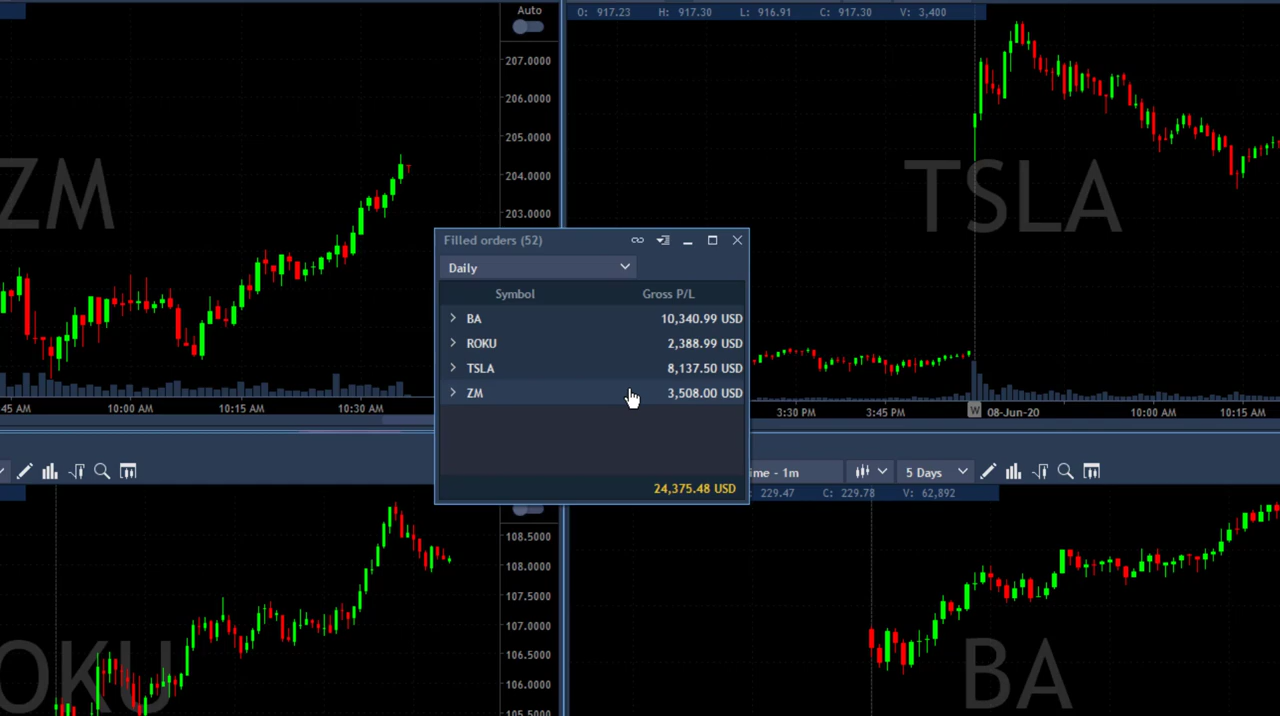 Auto
207.0000
206.0000
205.0000
204.0000
203.0000
ZM
:45 AM 10:00 AM 10:15 AM 10:30 AM
O: 917.23 H: 917.30 L: 916.91 C: 917.30 V: 3,400
TSLA
3:30 PM 3:45 PM W 08-Jun-20 10:00 AM 10:15 AM
Filled orders (52)
Daily
Symbol Gross P/L
BA 10,340.99 USD
ROKU 2,388.99 USD
TSLA 8,137.50 USD
ZM 3,508.00 USD
24,375.48 USD
108.5000
108.0000
107.5000
107.0000
106.5000
106.0000
105.5000
OKU
ime - 1m 5 Days
229.47 C: 229.78 V: 62,892
BA